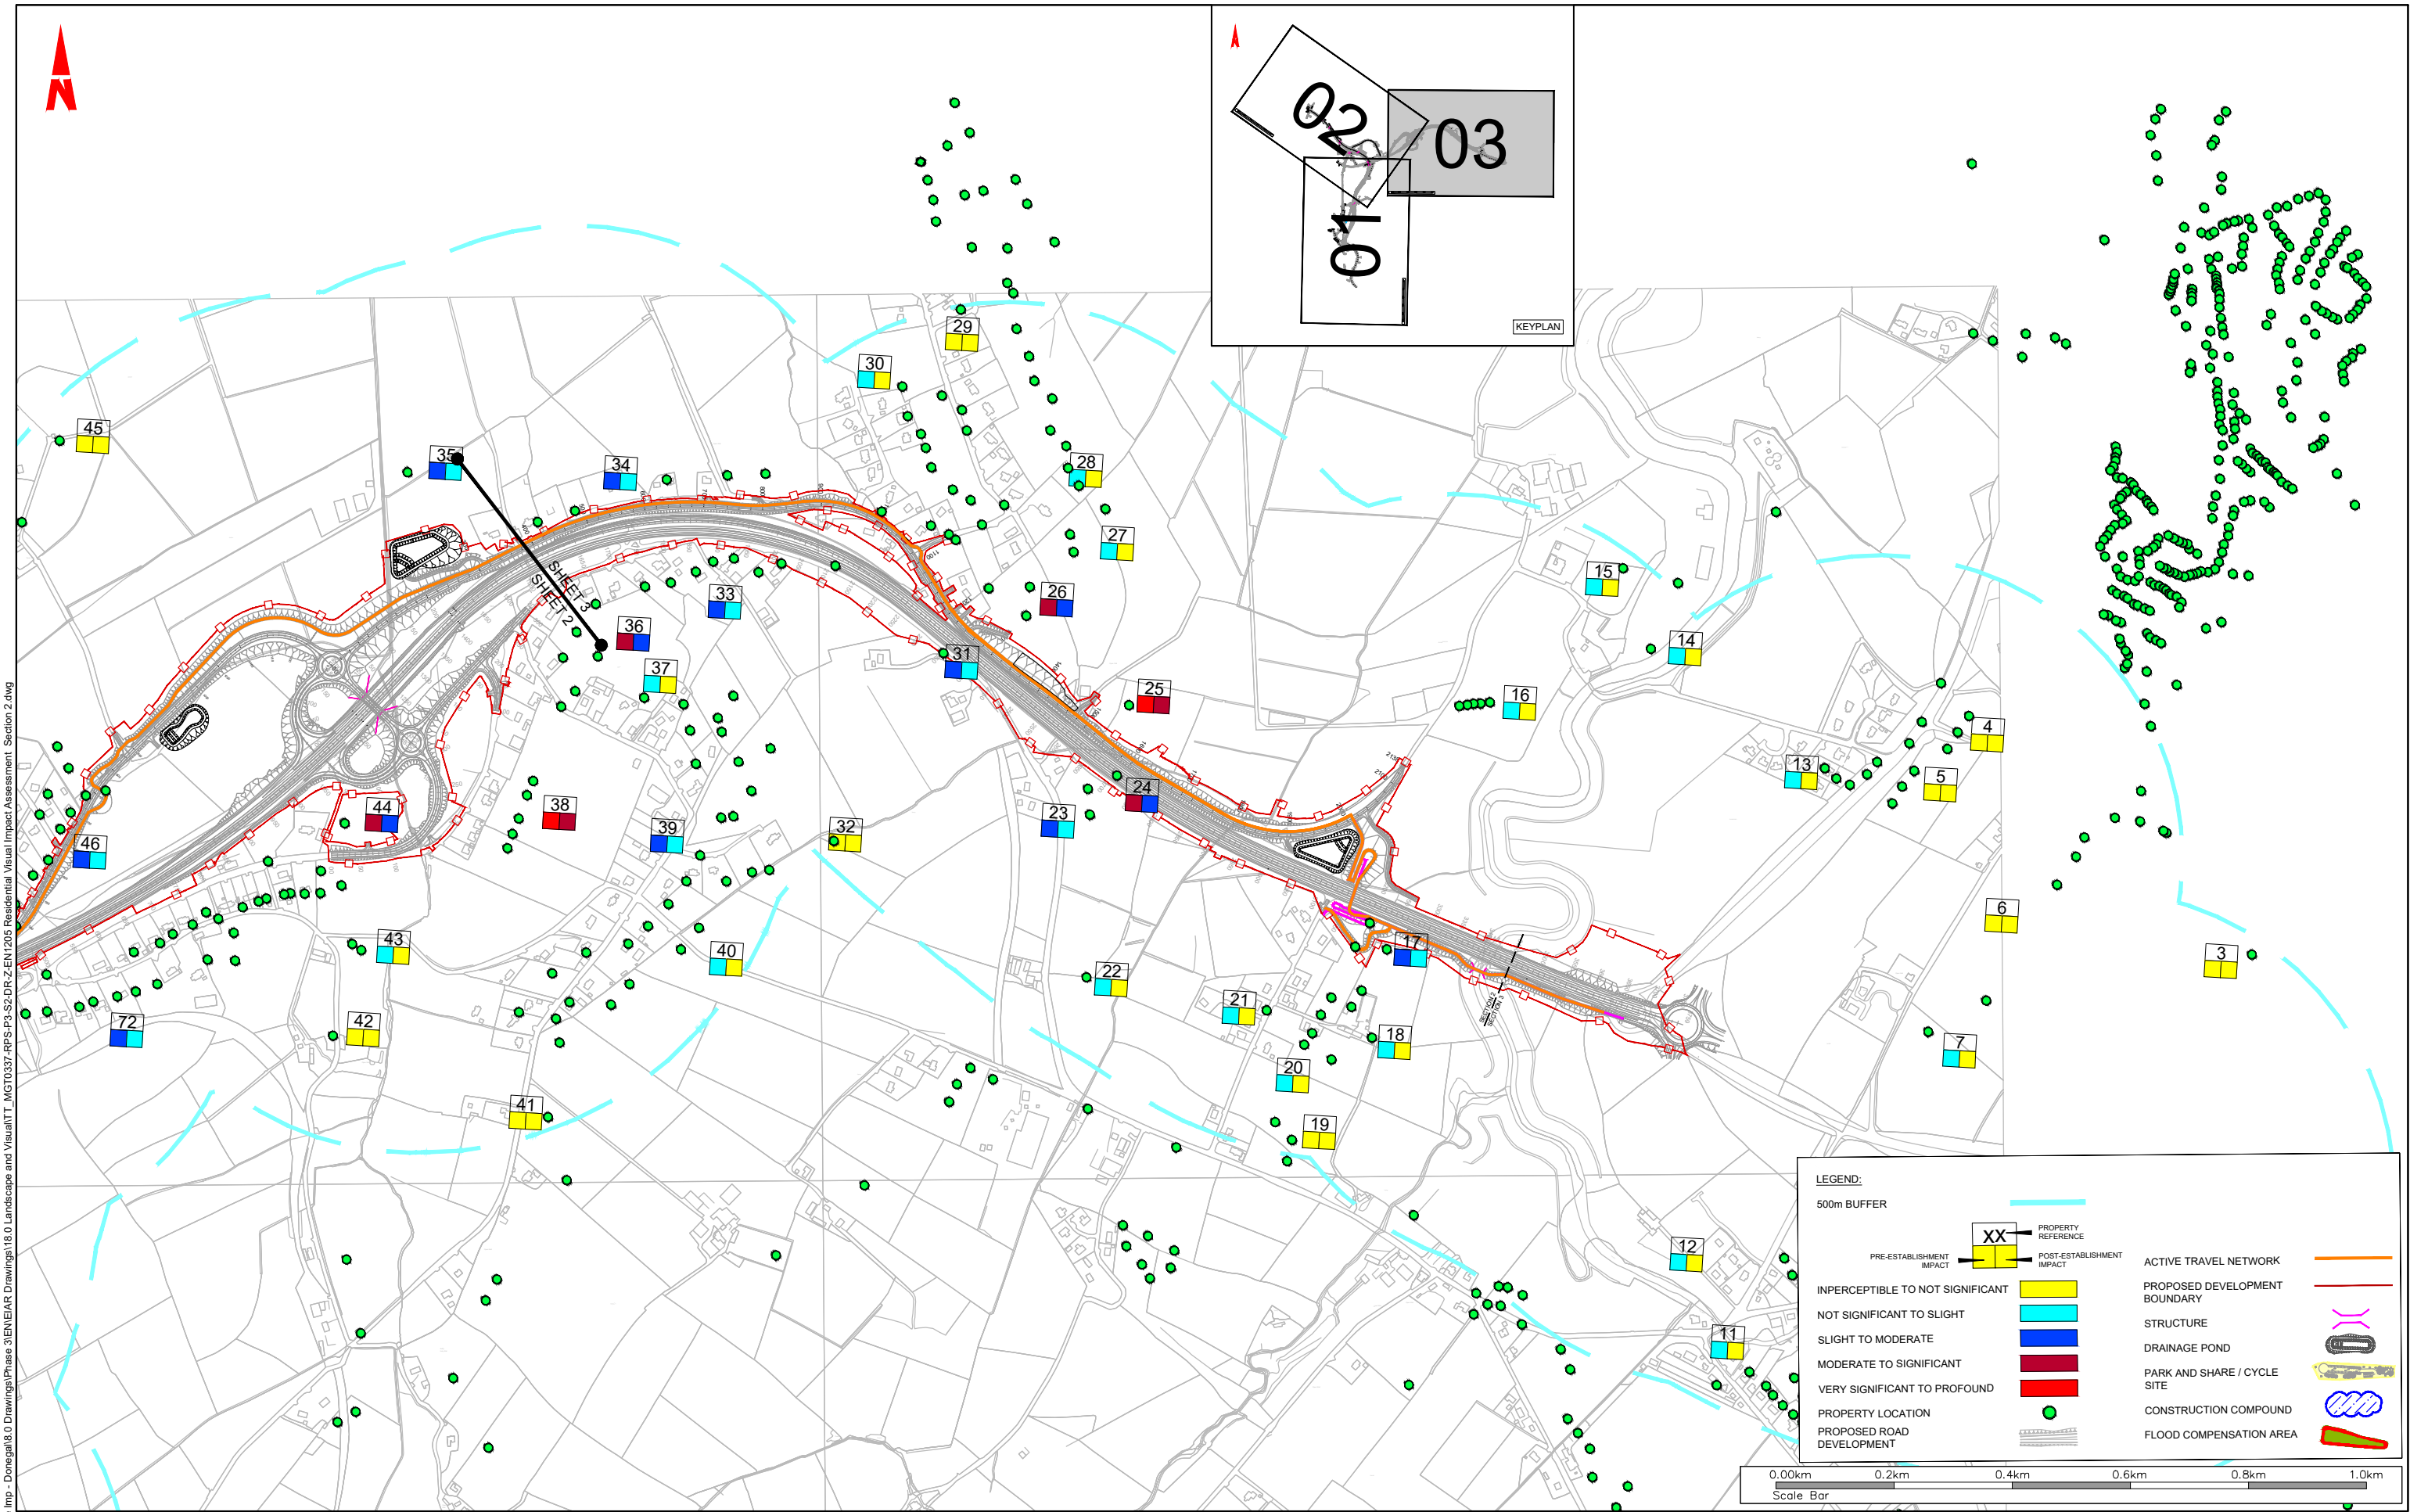 N
02
03
01
KEYPLAN
29
30
45
35
34
28
27
26
33
36
37
31
25
15
14
16
4
13
5
24
23
32
38
39
44
46
6
3
17
43
40
22
21
18
7
72
42
20
41
19
12
11
SHEET 3
SHEET 2
SECTION 2
SECTION 3
LEGEND:
500m BUFFER
XX
PROPERTY
REFERENCE
PRE-ESTABLISHMENT
IMPACT
POST-ESTABLISHMENT
IMPACT
INPERCEPTIBLE TO NOT SIGNIFICANT
NOT SIGNIFICANT TO SLIGHT
SLIGHT TO MODERATE
MODERATE TO SIGNIFICANT
VERY SIGNIFICANT TO PROFOUND
PROPERTY LOCATION
PROPOSED ROAD
DEVELOPMENT
ACTIVE TRAVEL NETWORK
PROPOSED DEVELOPMENT
BOUNDARY
STRUCTURE
DRAINAGE POND
PARK AND SHARE / CYCLE
SITE
CONSTRUCTION COMPOUND
FLOOD COMPENSATION AREA
0.00km 0.2km 0.4km 0.6km 0.8km 1.0km
Scale Bar
Imp - Donegal\8.0 Drawings\Phase 3\EN\EIAR Drawings\18.0 Landscape and Visual\TT_MGT0337-RPS-P3-S2-DR-Z-EN1205 Residential Visual Impact Assessment Section 2.dwg